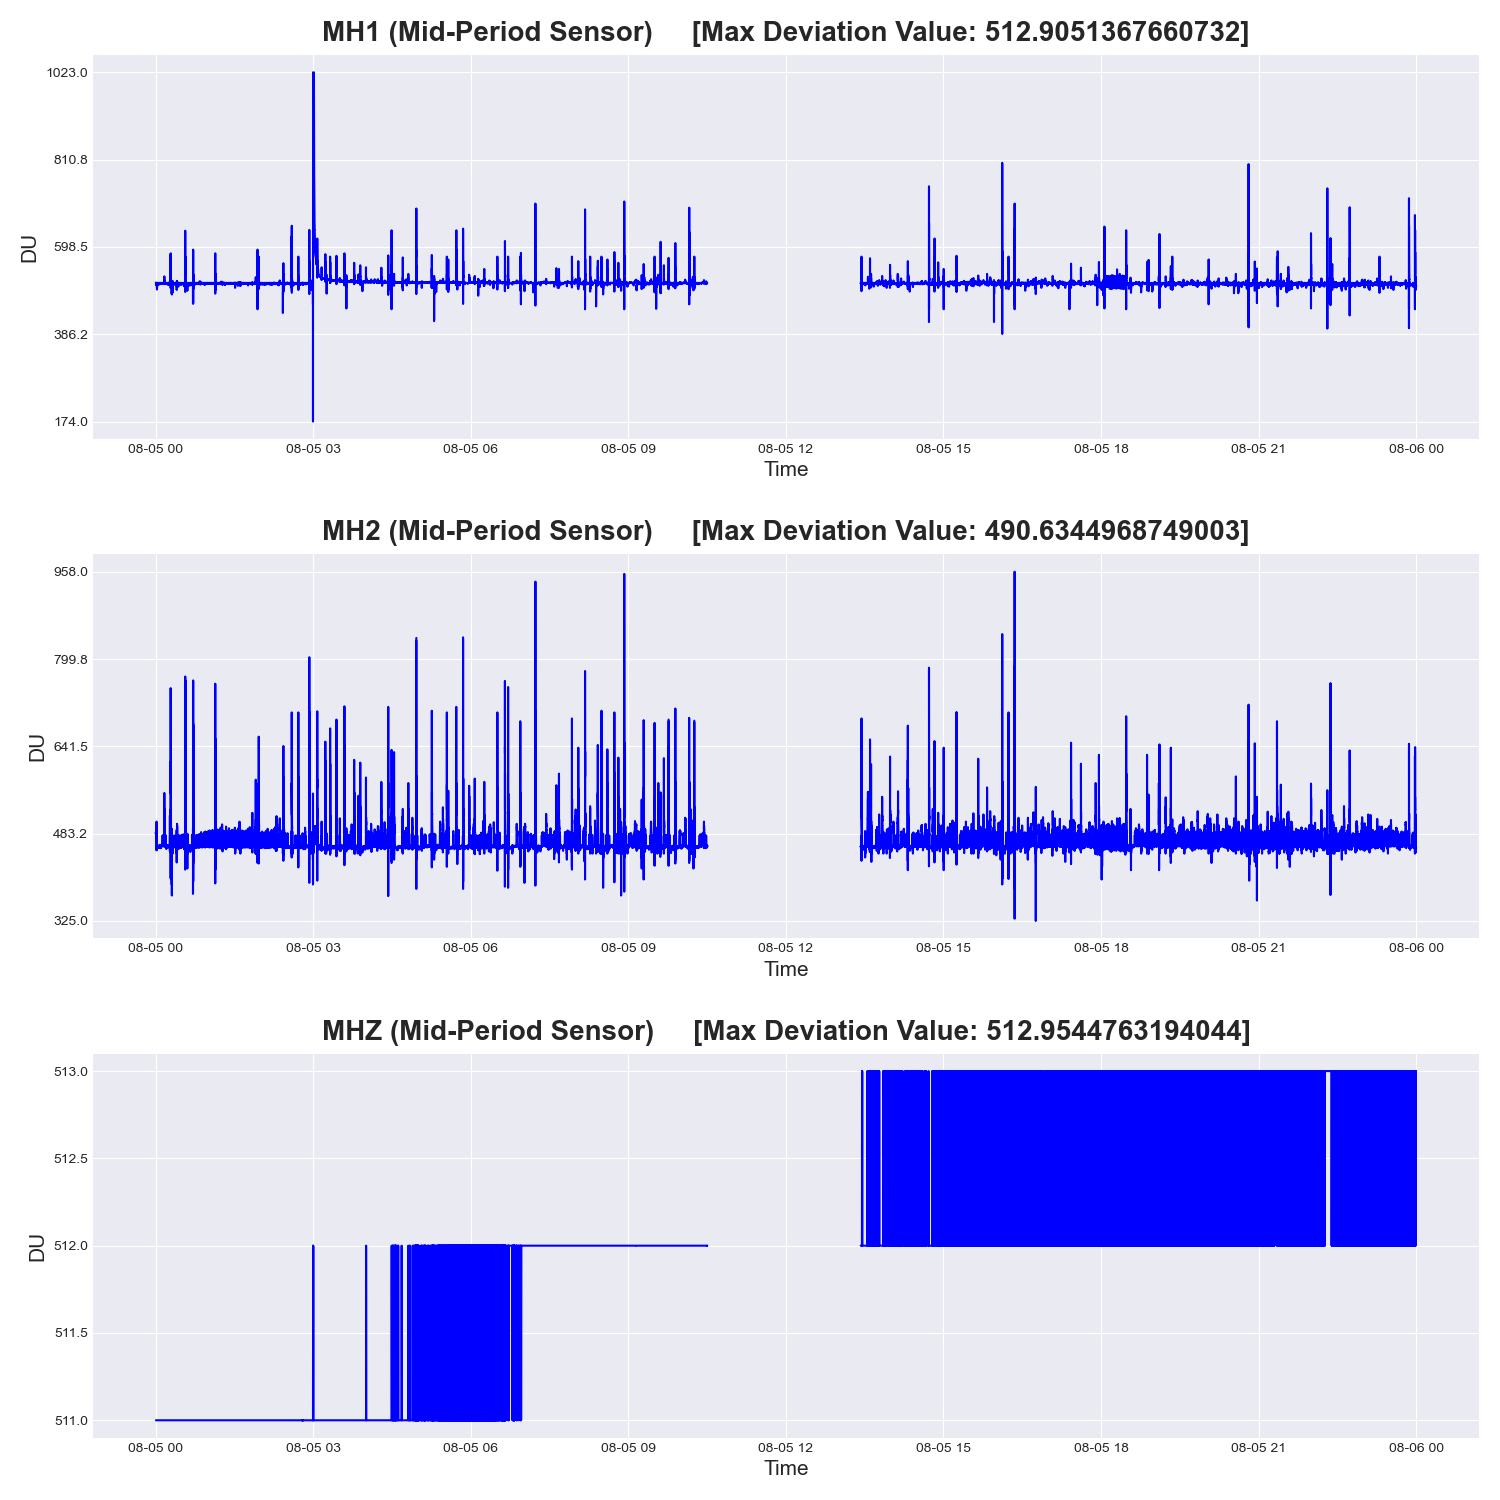 MH1 (Mid-Period Sensor)     [Max Deviation Value: 512.9051367660732]
1023.0
810.8
598.5
386.2
174.0
DU
08-05 00 08-05 03 08-05 06 08-05 09 08-05 12 08-05 15 08-05 18 08-05 21 08-06 00
Time
MH2 (Mid-Period Sensor)     [Max Deviation Value: 490.6344968749003]
958.0
799.8
641.5
483.2
325.0
DU
08-05 00 08-05 03 08-05 06 08-05 09 08-05 12 08-05 15 08-05 18 08-05 21 08-06 00
Time
MHZ (Mid-Period Sensor)     [Max Deviation Value: 512.9544763194044]
513.0
512.5
512.0
511.5
511.0
DU
08-05 00 08-05 03 08-05 06 08-05 09 08-05 12 08-05 15 08-05 18 08-05 21 08-06 00
Time